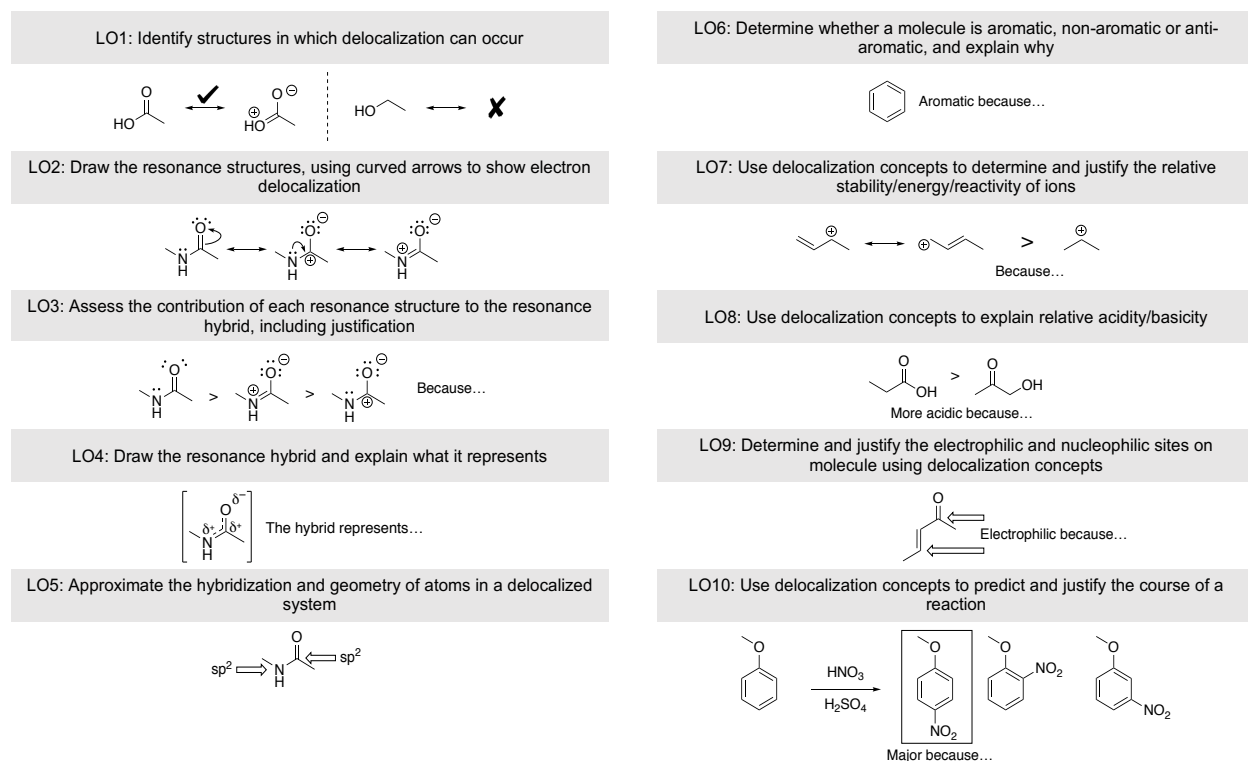 LO1: Identify structures in which delocalization can occur
O
HO
O
HO
HO
LO2: Draw the resonance structures, using curved arrows to show electron
delocalization
O
N
H
O
N
H
O
N
H
LO3: Assess the contribution of each resonance structure to the resonance
hybrid, including justification
O
N
H
>
O
N
H
>
O
N
H
Because…
LO4: Draw the resonance hybrid and explain what it represents
δ−
O
δ+
δ+
N
H
The hybrid represents…
LO5: Approximate the hybridization and geometry of atoms in a delocalized
system
O
sp2
N
H
sp2
LO6: Determine whether a molecule is aromatic, non-aromatic or anti-
aromatic, and explain why
Aromatic because…
LO7: Use delocalization concepts to determine and justify the relative
stability/energy/reactivity of ions
>
Because…
LO8: Use delocalization concepts to explain relative acidity/basicity
O
OH
>
O
OH
More acidic because…
LO9: Determine and justify the electrophilic and nucleophilic sites on
molecule using delocalization concepts
O
Electrophilic because…
LO10: Use delocalization concepts to predict and justify the course of a
reaction
O
HNO3
H2SO4
O
NO2
O
NO2
O
NO2
Major because…